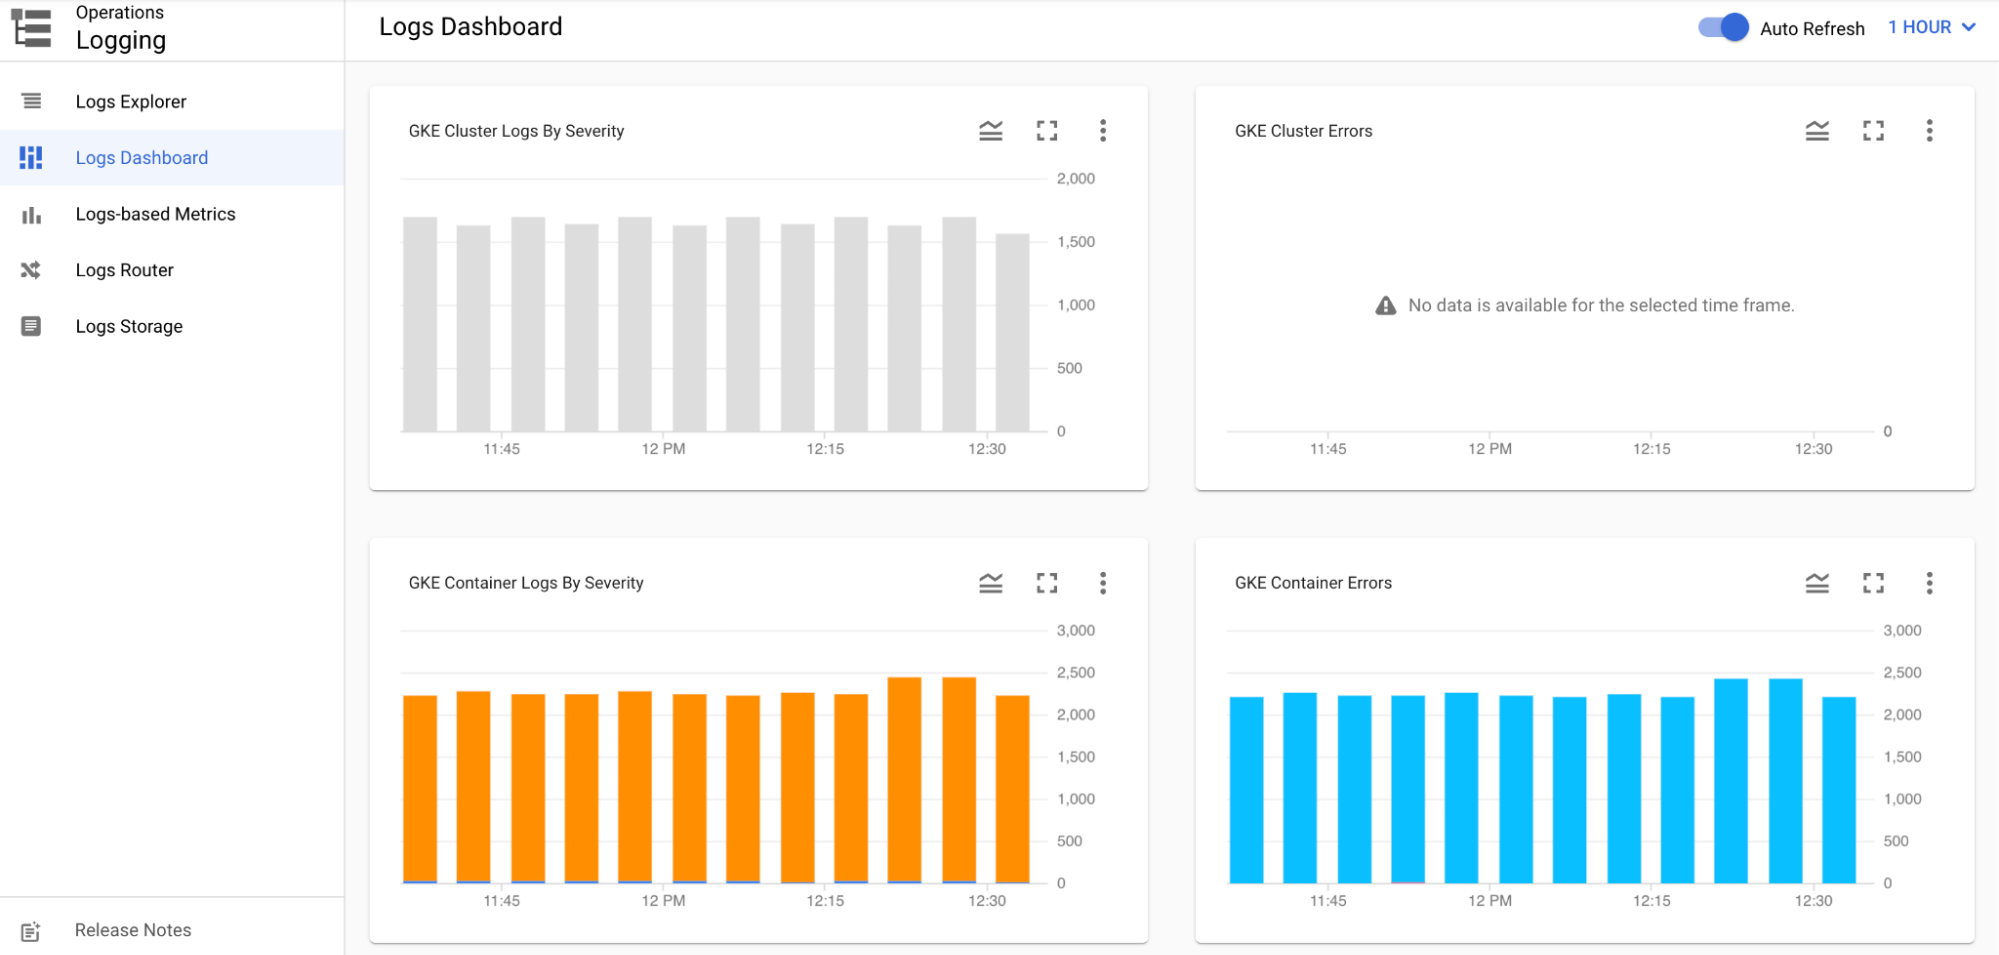 Operations
Logging
Logs Dashboard
Auto Refresh
1 HOUR
Logs Explorer
Logs Dashboard
Logs-based Metrics
Logs Router
Logs Storage
Release Notes
GKE Cluster Logs By Severity
2,000
1,500
1,000
500
0
11:45 12 PM 12:15 12:30
GKE Cluster Errors
No data is available for the selected time frame.
0
11:45 12 PM 12:15 12:30
GKE Container Logs By Severity
3,000
2,500
2,000
1,500
1,000
500
0
11:45 12 PM 12:15 12:30
GKE Container Errors
3,000
2,500
2,000
1,500
1,000
500
0
11:45 12 PM 12:15 12:30